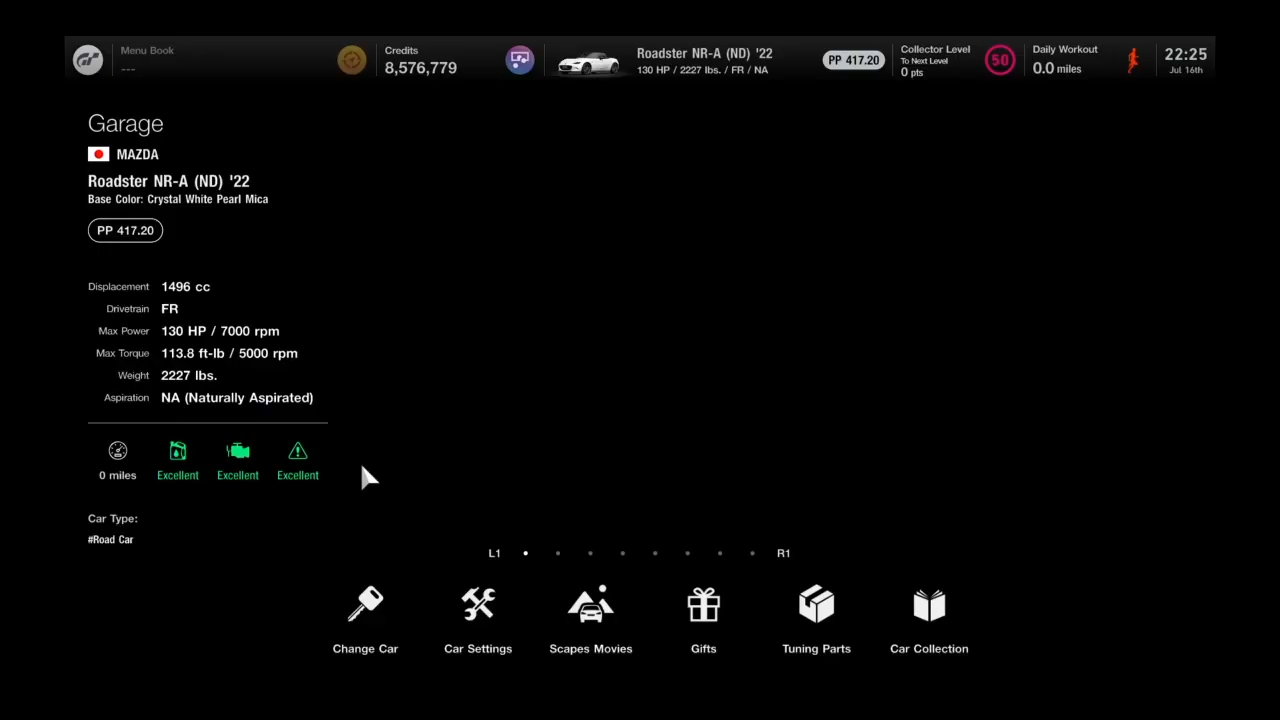 Menu Book
---
Credits
8,576,779
Roadster NR-A (ND) '22
130 HP / 2227 lbs. / FR / NA
PP 417.20
Collector Level
To Next Level
0 pts
50
Daily Workout
0.0 miles
22:25
Jul 16th
Garage
MAZDA
Roadster NR-A (ND) '22
Base Color: Crystal White Pearl Mica
PP 417.20
Displacement 1496 cc
Drivetrain FR
Max Power 130 HP / 7000 rpm
Max Torque 113.8 ft-lb / 5000 rpm
Weight 2227 lbs.
Aspiration NA (Naturally Aspirated)
0 miles Excellent Excellent Excellent
Car Type:
#Road Car
L1 R1
Change Car Car Settings Scapes Movies Gifts Tuning Parts Car Collection